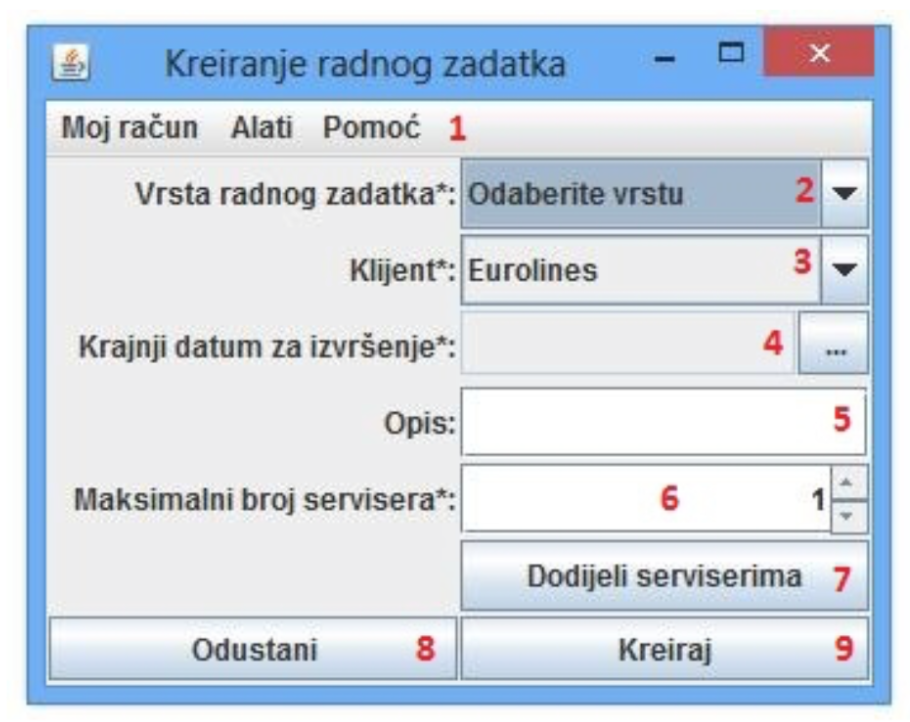 Kreiranje radnog zadatka
Moj račun Alati Pomoć 1
Vrsta radnog zadatka*: Odaberite vrstu 2
Klijent*: Eurolines 3
Krajnji datum za izvršenje*: 4 ...
Opis: 5
Maksimalni broj servisera*: 6 1
Dodijeli serviserima 7
Odustani 8 Kreiraj 9